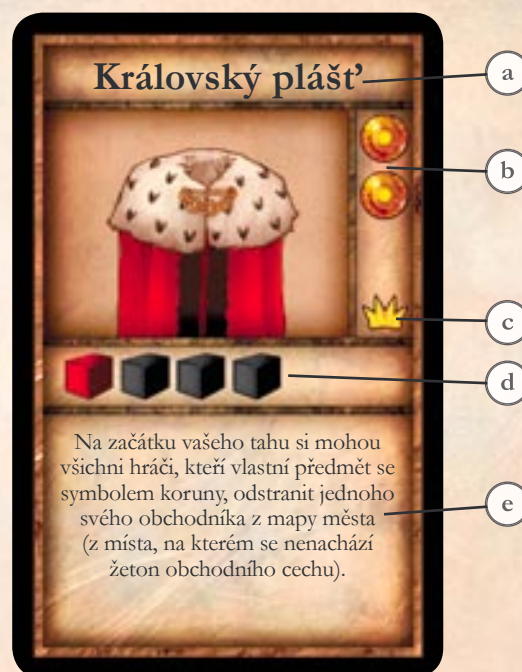 Královský plášť
a
b
c
d
Na začátku vašeho tahu si mohou
všichni hráči, kteří vlastní předmět se
symbolem koruny, odstranit jednoho
svého obchodníka z mapy města
(z místa, na kterém se nenachází
žeton obchodního cechu).
e